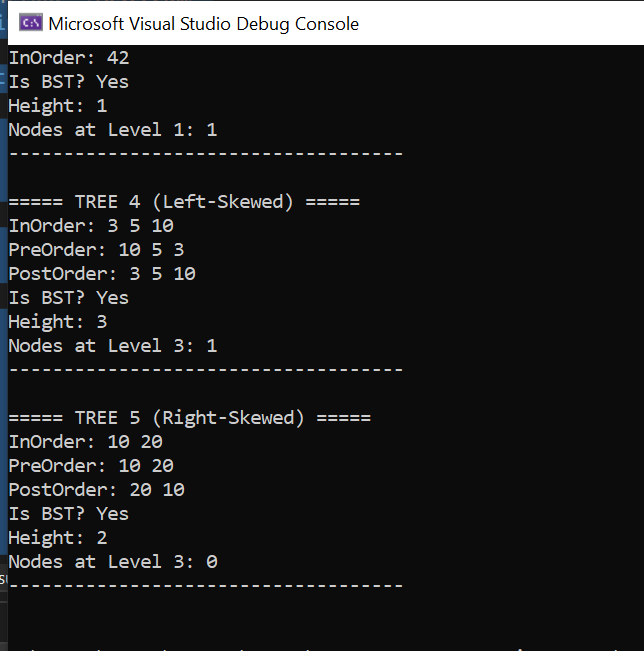 Microsoft Visual Studio Debug Console
InOrder: 42
Is BST? Yes
Height: 1
Nodes at Level 1: 1
------------------------------------
===== TREE 4 (Left-Skewed) =====
InOrder: 3 5 10
PreOrder: 10 5 3
PostOrder: 3 5 10
Is BST? Yes
Height: 3
Nodes at Level 3: 1
------------------------------------
===== TREE 5 (Right-Skewed) =====
InOrder: 10 20
PreOrder: 10 20
PostOrder: 20 10
Is BST? Yes
Height: 2
Nodes at Level 3: 0
------------------------------------